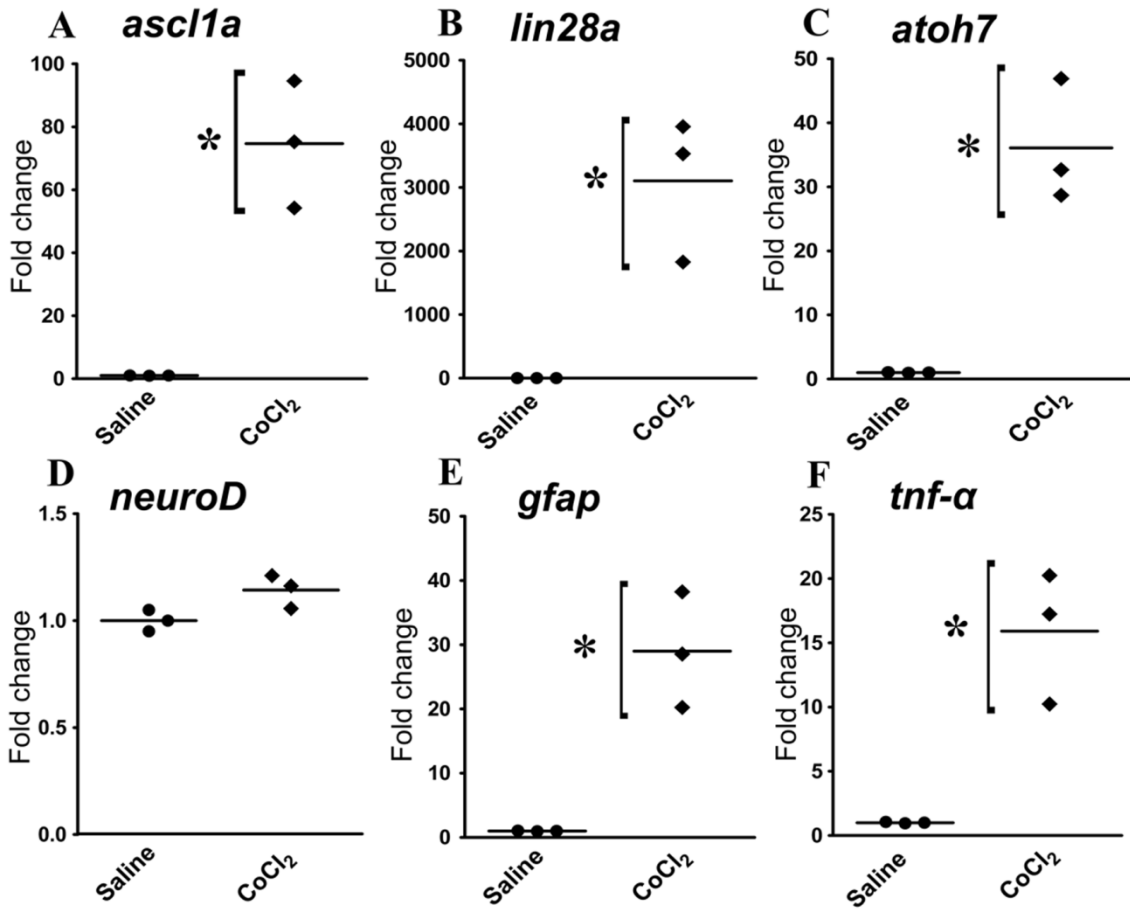 A ascl1a
Fold change
100
80
60
40
20
0
*
Saline
CoCl₂
B lin28a
Fold change
5000
4000
3000
2000
1000
0
*
Saline
CoCl₂
C atoh7
Fold change
50
40
30
20
10
0
*
Saline
CoCl₂
D neuroD
Fold change
1.5
1.0
0.5
0.0
Saline
CoCl₂
E gfap
Fold change
50
40
30
20
10
0
*
Saline
CoCl₂
F tnf-α
Fold change
25
20
15
10
5
0
*
Saline
CoCl₂